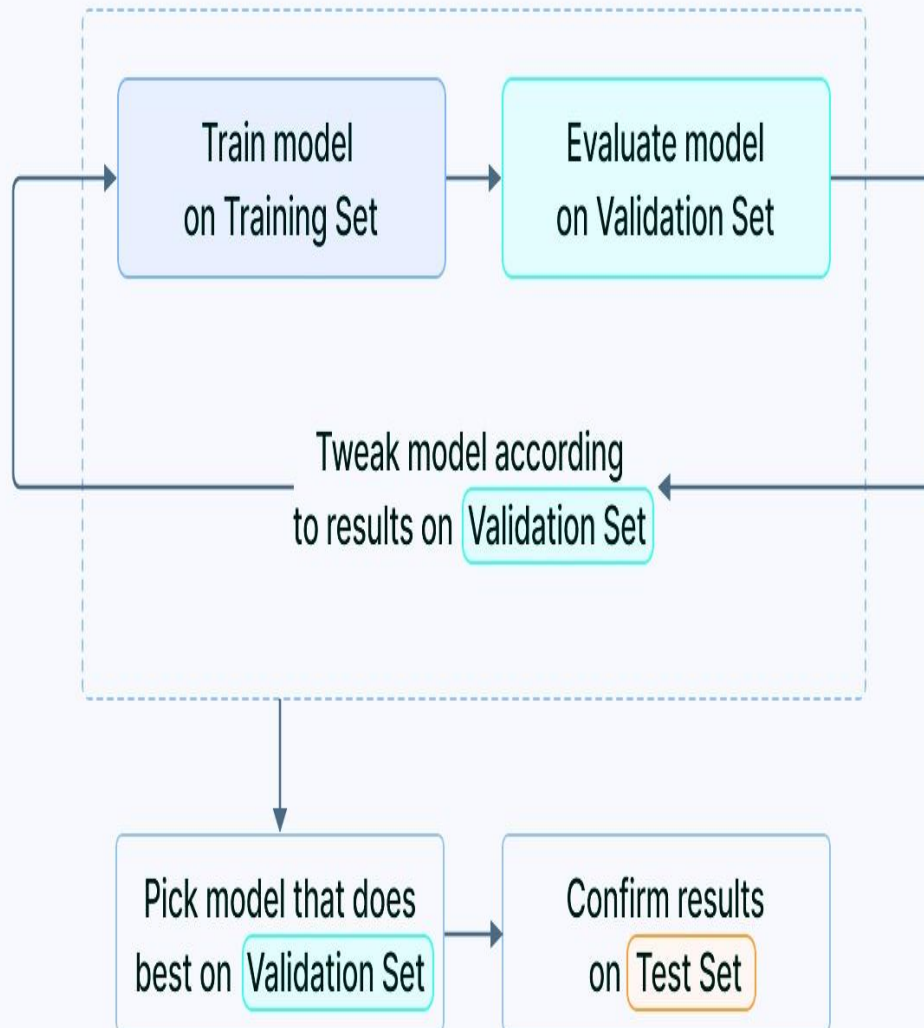 Train model
on Training Set
Evaluate model
on Validation Set
Tweak model according
to results on Validation Set
Pick model that does
best on Validation Set
Confirm results
on Test Set